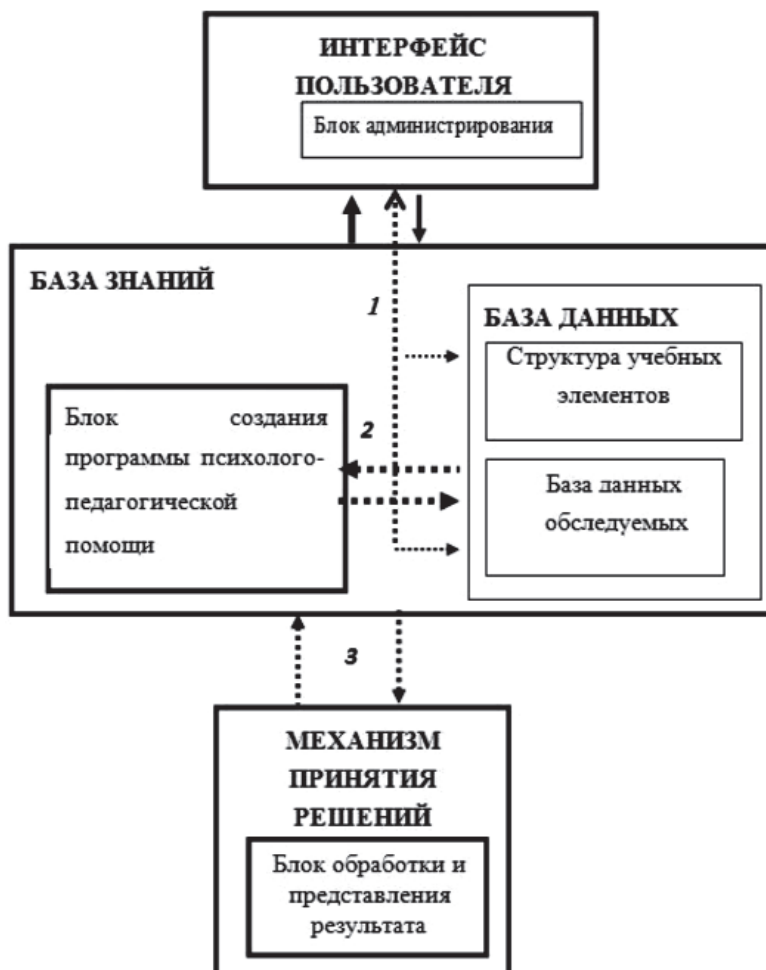 ИНТЕРФЕЙС
ПОЛЬЗОВАТЕЛЯ
Блок администрирования
БАЗА ЗНАНИЙ
1
БАЗА ДАННЫХ
Структура учебных
элементов
Блок создания
программы психолого-
педагогической
помощи
2
База данных
обследуемых
3
МЕХАНИЗМ
ПРИНЯТИЯ
РЕШЕНИЙ
Блок обработки и
представления
результата